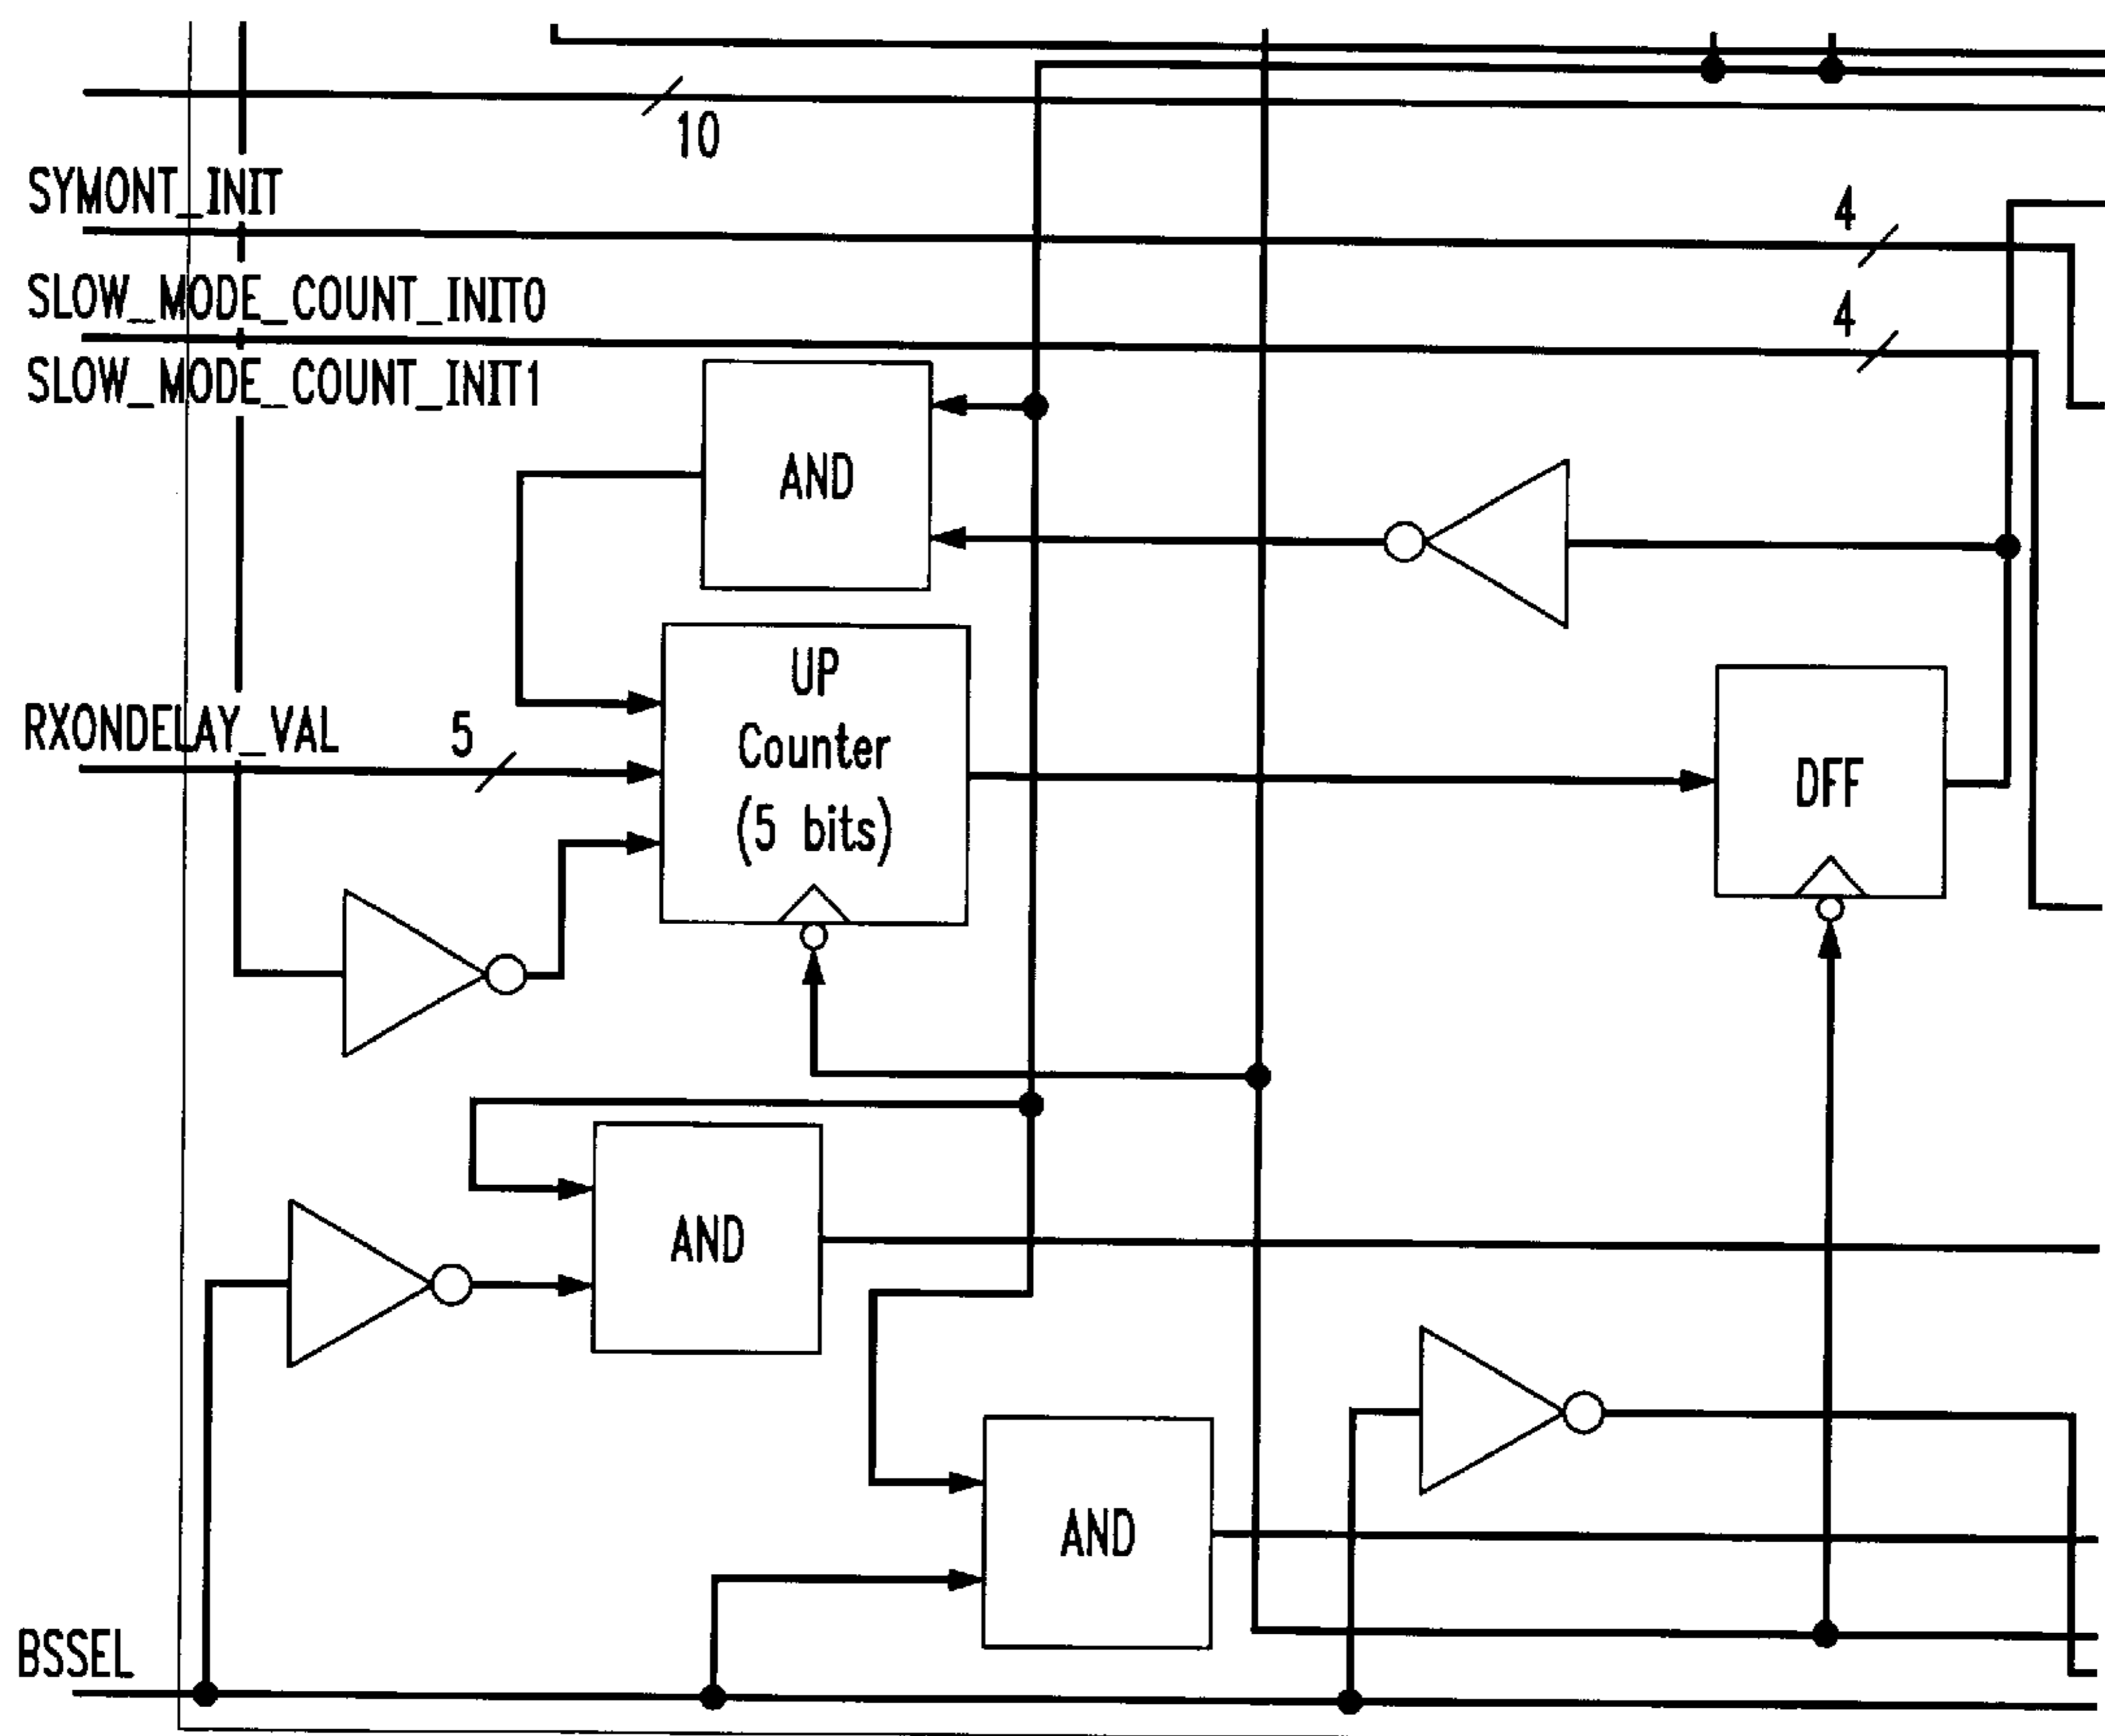 10
SYMONT_INIT
4
SLOW_MODE_COUNT_INIT0
4
SLOW_MODE_COUNT_INIT1
AND
UP
Counter
(5 bits)
RXONDELAY_VAL
5
DFF
AND
AND
BSSEL